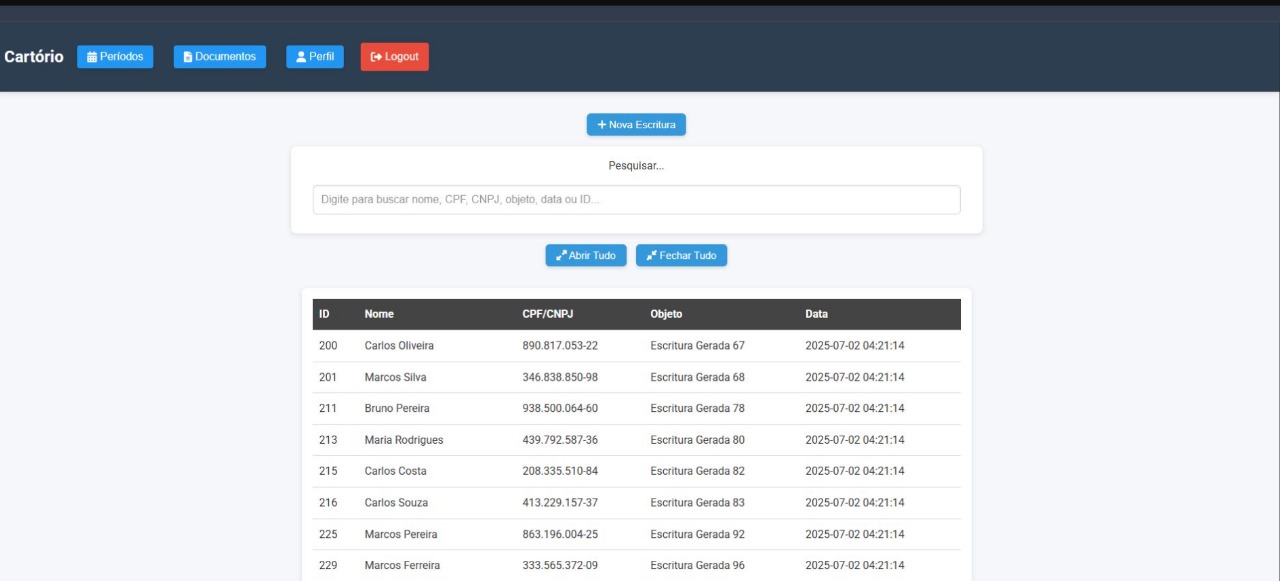 Cartório Períodos Documentos Perfil Logout
+ Nova Escritura
Pesquisar...
Digite para buscar nome, CPF, CNPJ, objeto, data ou ID...
Abrir Tudo Fechar Tudo
ID Nome CPF/CNPJ Objeto Data
200 Carlos Oliveira 890.817.053-22 Escritura Gerada 67 2025-07-02 04:21:14
201 Marcos Silva 346.838.850-98 Escritura Gerada 68 2025-07-02 04:21:14
211 Bruno Pereira 938.500.064-60 Escritura Gerada 78 2025-07-02 04:21:14
213 Maria Rodrigues 439.792.587-36 Escritura Gerada 80 2025-07-02 04:21:14
215 Carlos Costa 208.335.510-84 Escritura Gerada 82 2025-07-02 04:21:14
216 Carlos Souza 413.229.157-37 Escritura Gerada 83 2025-07-02 04:21:14
225 Marcos Pereira 863.196.004-25 Escritura Gerada 92 2025-07-02 04:21:14
229 Marcos Ferreira 333.565.372-09 Escritura Gerada 96 2025-07-02 04:21:14